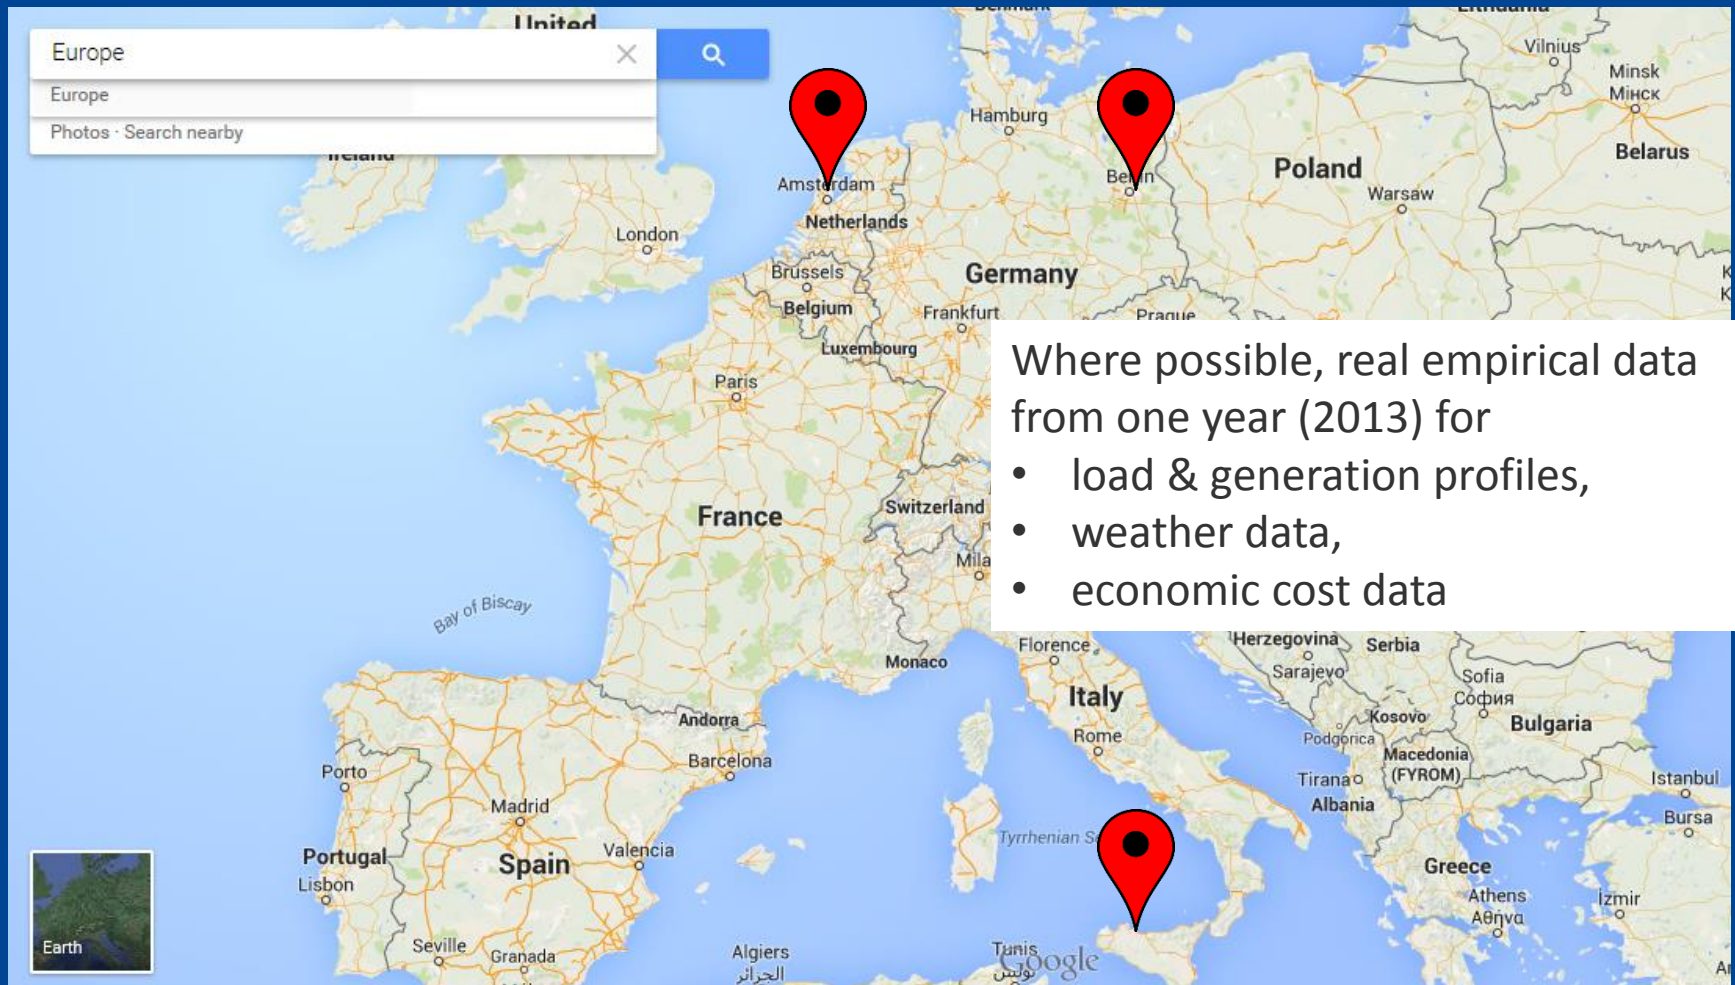 Denmark
Lithuania
United
Europe
Europe
Photos · Search nearby
Ireland
Vilnius
Minsk
Мінск
Hamburg
Belarus
Poland
Amsterdam
Berlin
Warsaw
Netherlands
London
Brussels
Germany
Belgium
Frankfurt
Prague
Luxembourg
Where possible, real empirical data
from one year (2013) for
• load & generation profiles,
• weather data,
• economic cost data
Paris
France
Switzerland
Mila
Bay of Biscay
Herzegovina
Serbia
Florence
Monaco
Sarajevo
Sofia
София
Italy
Andorra
Kosovo
Bulgaria
Rome
Podgorica
Macedonia
(FYROM)
Barcelona
Porto
Tirana
Istanbul
Madrid
Albania
Bursa
Tyrrhenian S
Portugal
Spain
Valencia
Greece
Lisbon
Athens
Αθήνα
İzmir
Earth
Seville
Granada
Algiers
الجزائر
Tunis
تونس
Google